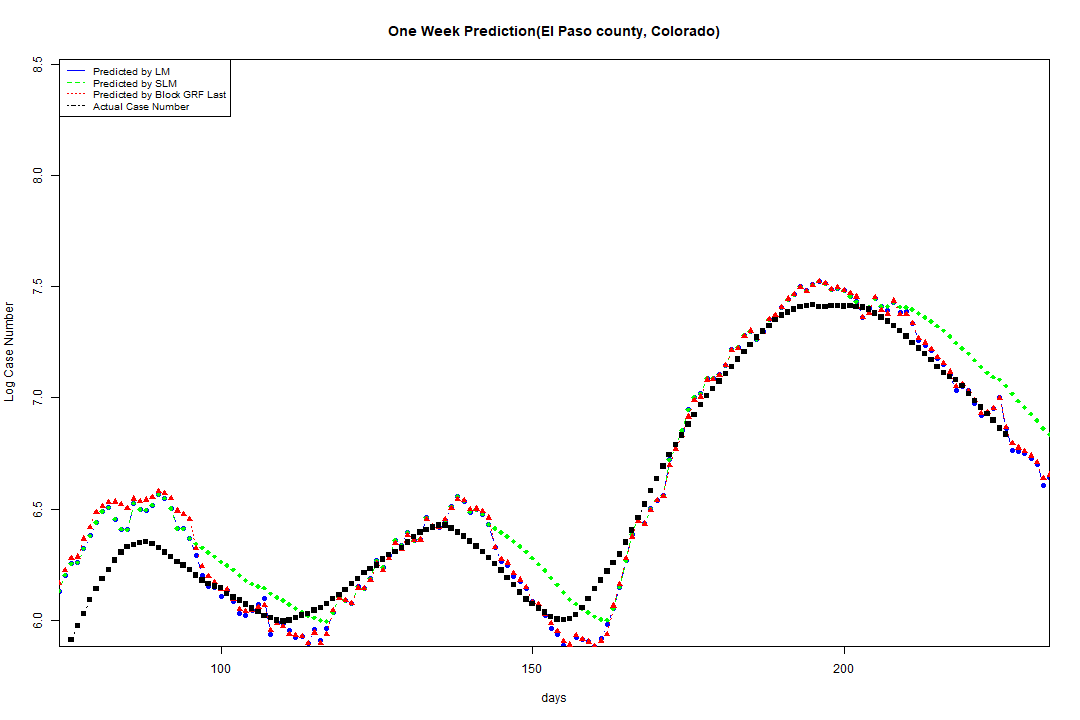 One Week Prediction(El Paso county, Colorado)
8.5
Predicted by LM
Predicted by SLM
Predicted by Block GRF Last
Actual Case Number
8.0
7.5
7.0
6.5
6.0
Log Case Number
100
150
200
days